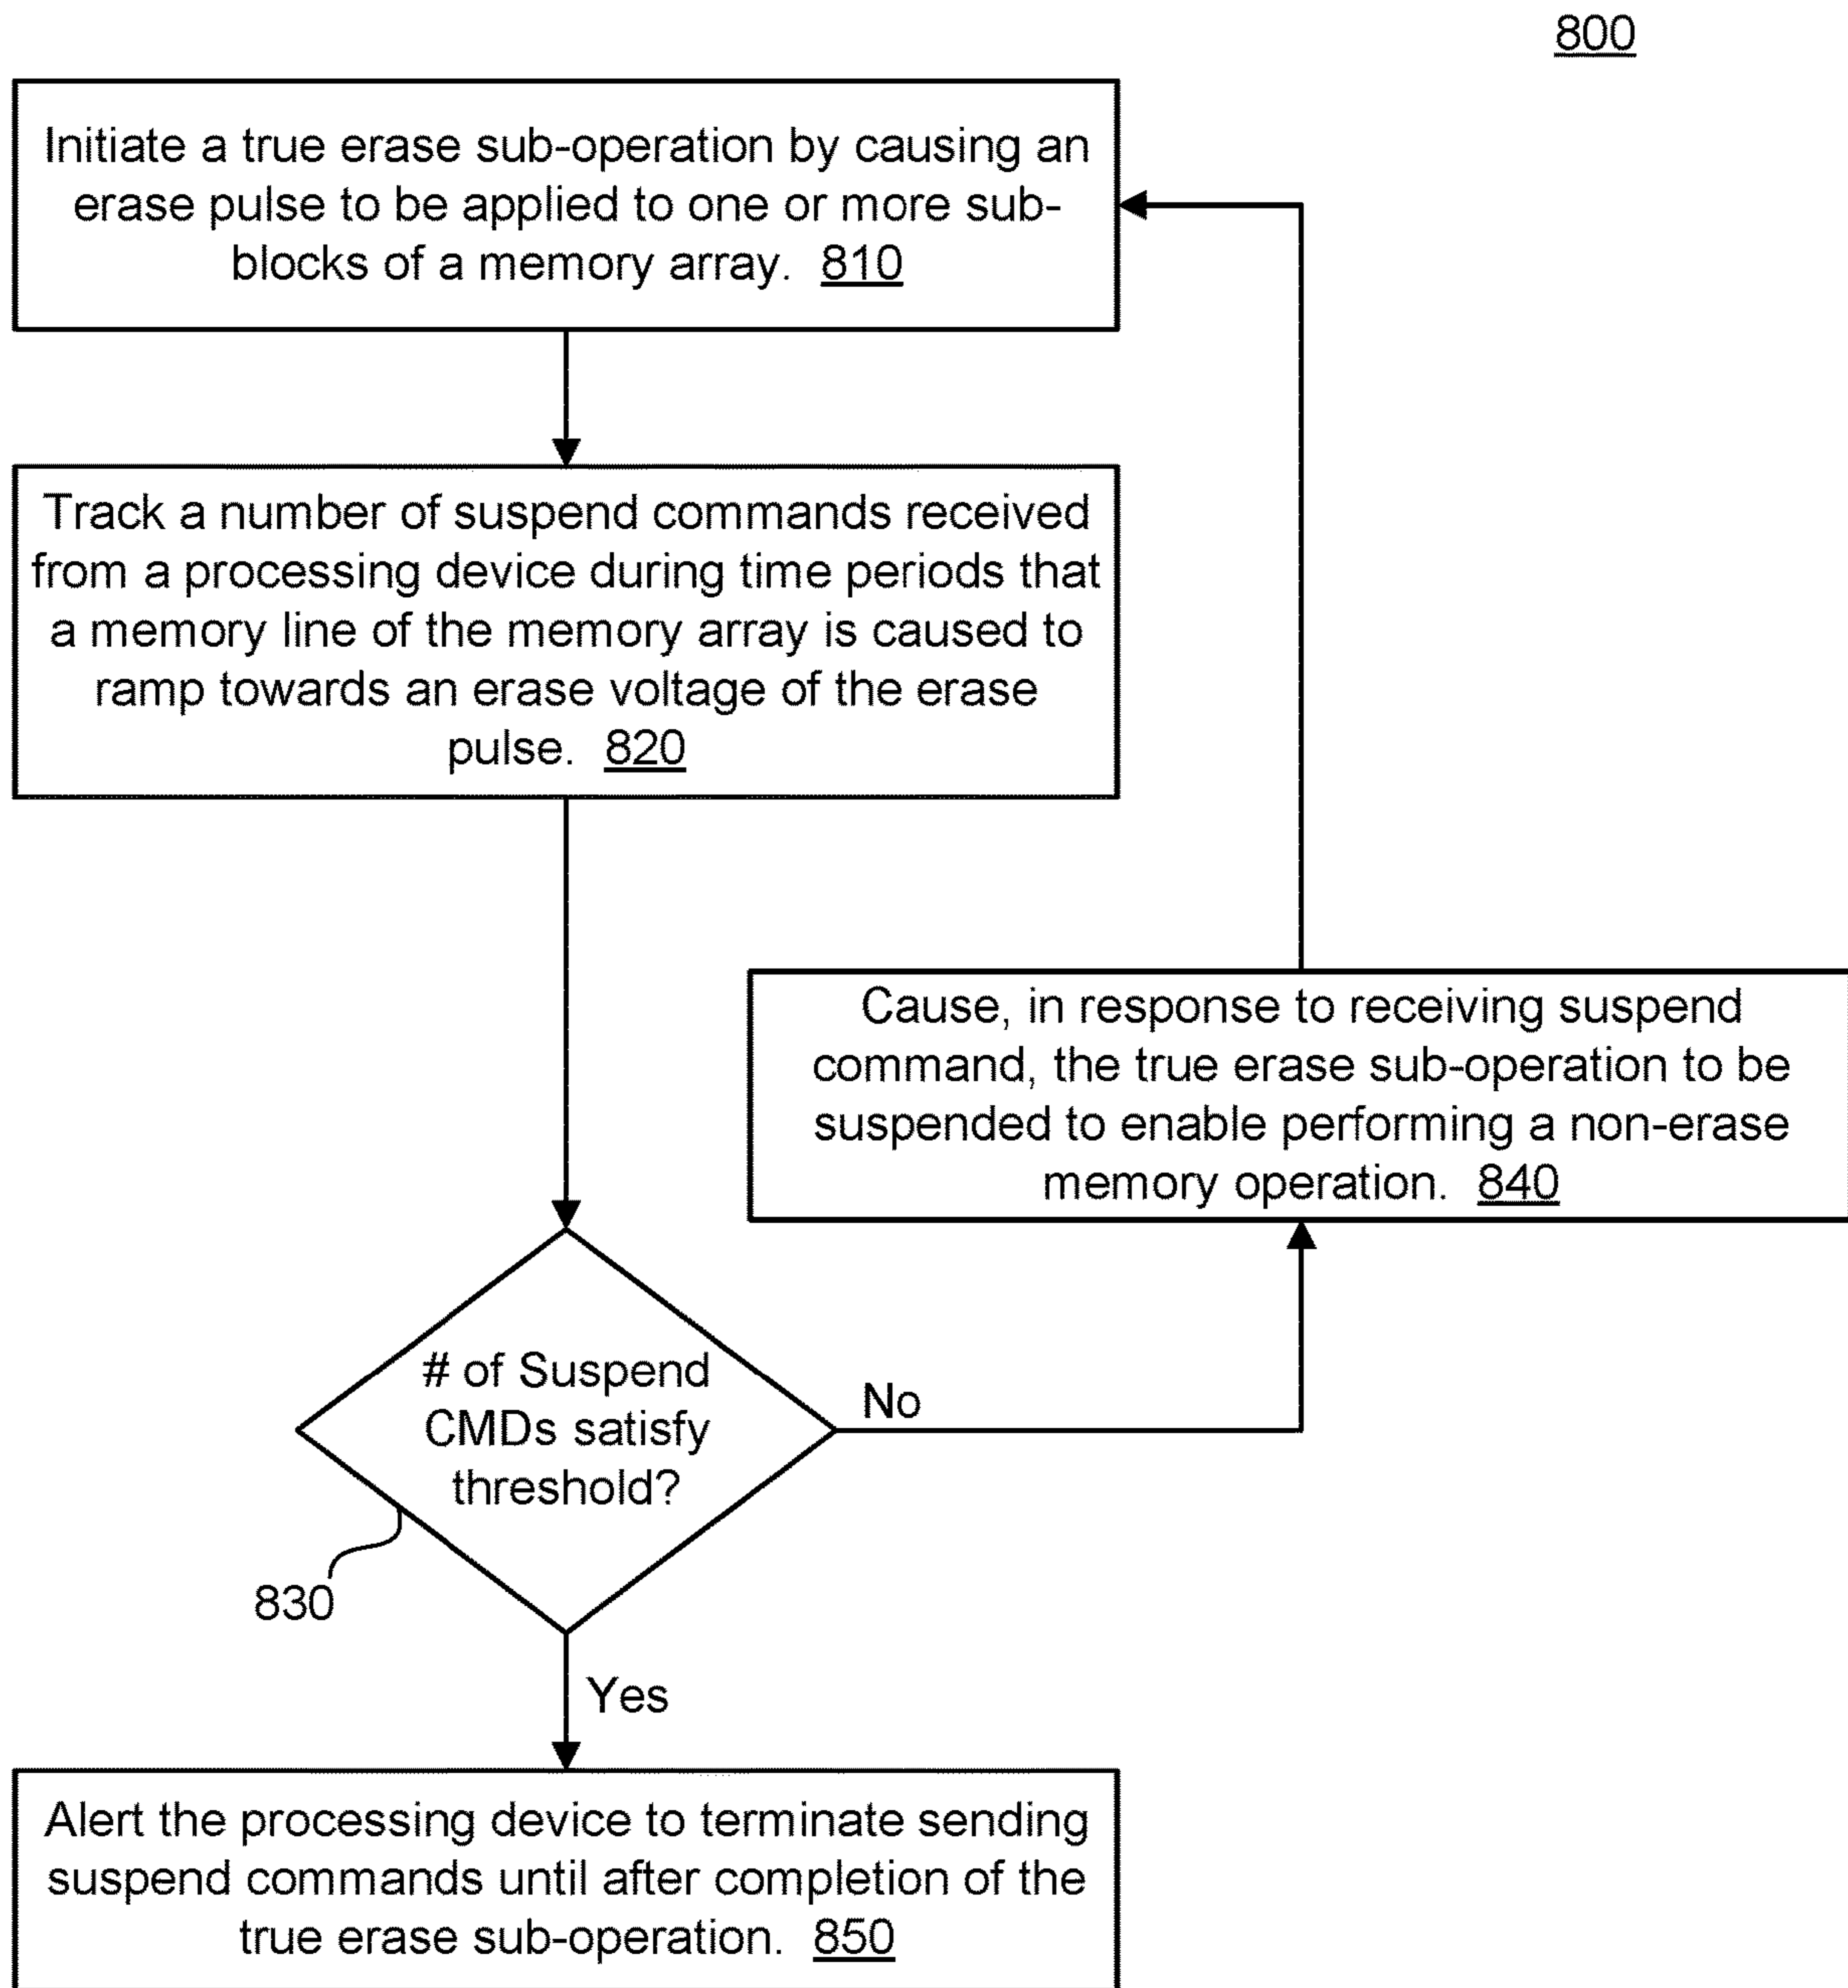 800
Initiate a true erase sub-operation by causing an
erase pulse to be applied to one or more sub-
blocks of a memory array. 810
Track a number of suspend commands received
from a processing device during time periods that
a memory line of the memory array is caused to
ramp towards an erase voltage of the erase
pulse. 820
Cause, in response to receiving suspend
command, the true erase sub-operation to be
suspended to enable performing a non-erase
memory operation. 840
# of Suspend
CMDs satisfy
threshold?
No
830
Yes
Alert the processing device to terminate sending
suspend commands until after completion of the
true erase sub-operation. 850